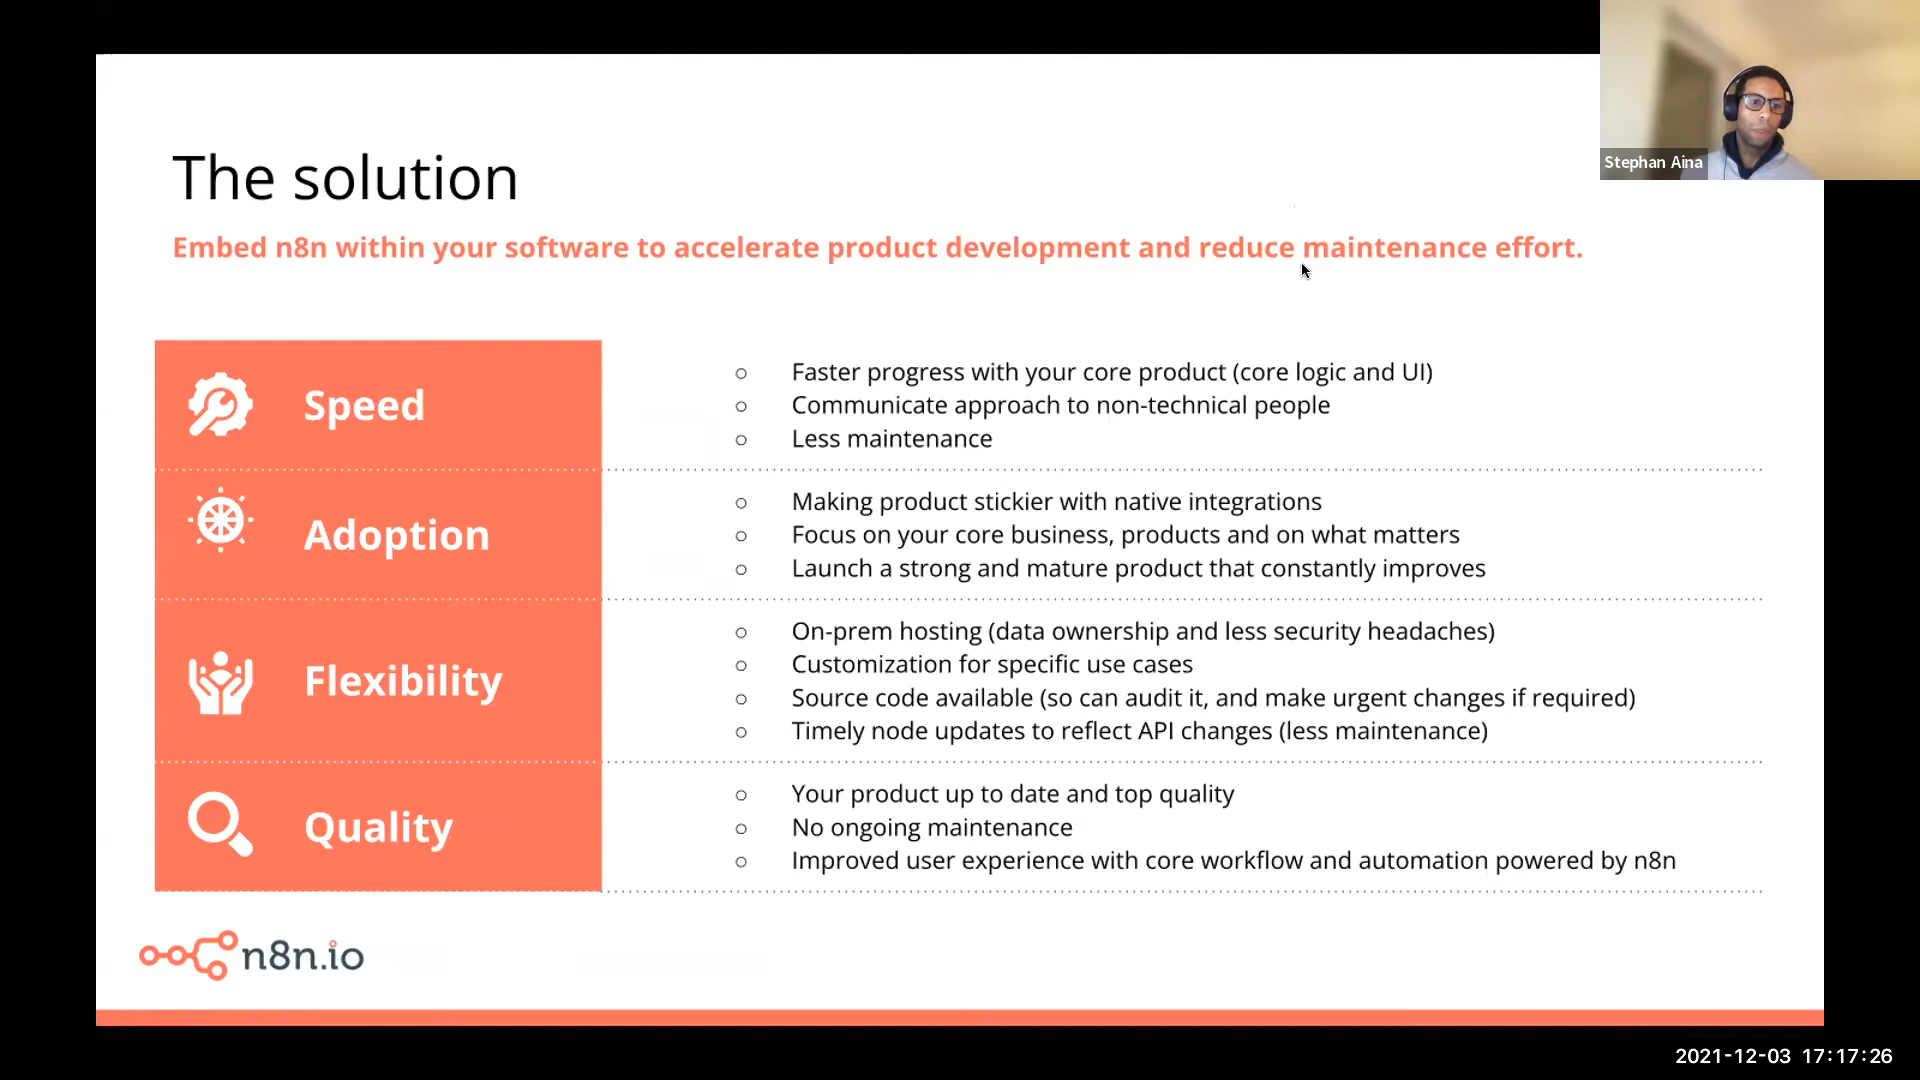 Stephan Aina
The solution
Embed n8n within your software to accelerate product development and reduce maintenance effort.
Speed
○ Faster progress with your core product (core logic and UI)
○ Communicate approach to non-technical people
○ Less maintenance
Adoption
○ Making product stickier with native integrations
○ Focus on your core business, products and on what matters
○ Launch a strong and mature product that constantly improves
Flexibility
○ On-prem hosting (data ownership and less security headaches)
○ Customization for specific use cases
○ Source code available (so can audit it, and make urgent changes if required)
○ Timely node updates to reflect API changes (less maintenance)
Quality
○ Your product up to date and top quality
○ No ongoing maintenance
○ Improved user experience with core workflow and automation powered by n8n
n8n.io
2021-12-03 17:17:26